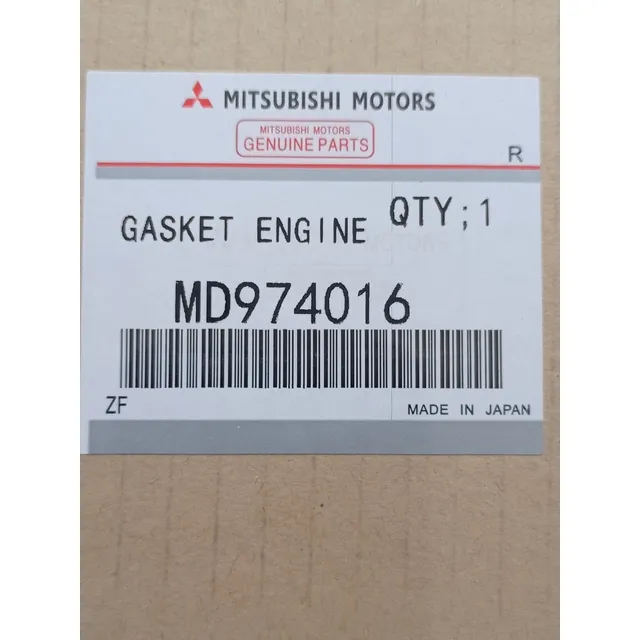 MITSUBISHI MOTORS
MITSUBISHI MOTORS
GENUINE PARTS
R
GASKET ENGINE QTY;1
MD974016
ZF MADE IN JAPAN